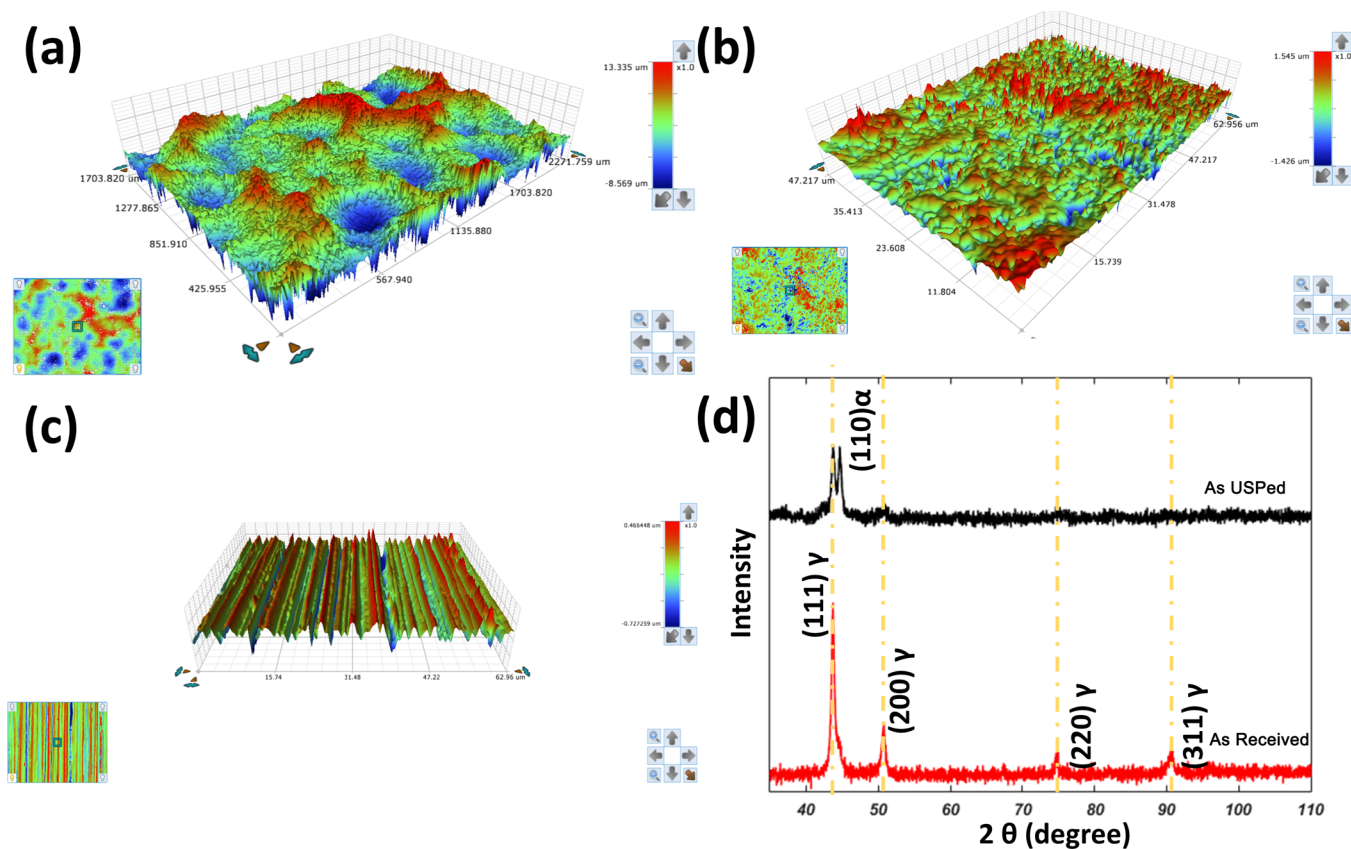 (a)
13.335 um
x1.0
-8.569 um
1703.820 um
1277.865
851.910
425.955
567.940
1135.880
1703.820
2271.759 um
(b)
1.545 um
x1.0
-1.426 um
47.217 um
35.413
23.608
11.804
15.739
31.478
47.217
62.956 um
(c)
0.466448 um
x1.0
-0.727259 um
15.74
31.48
47.22
62.96 um
(d)
(110)α
As USPed
Intensity
(111) γ
(200) γ
(220) γ
(311) γ
As Received
40
50
60
70
80
90
100
110
2 θ (degree)